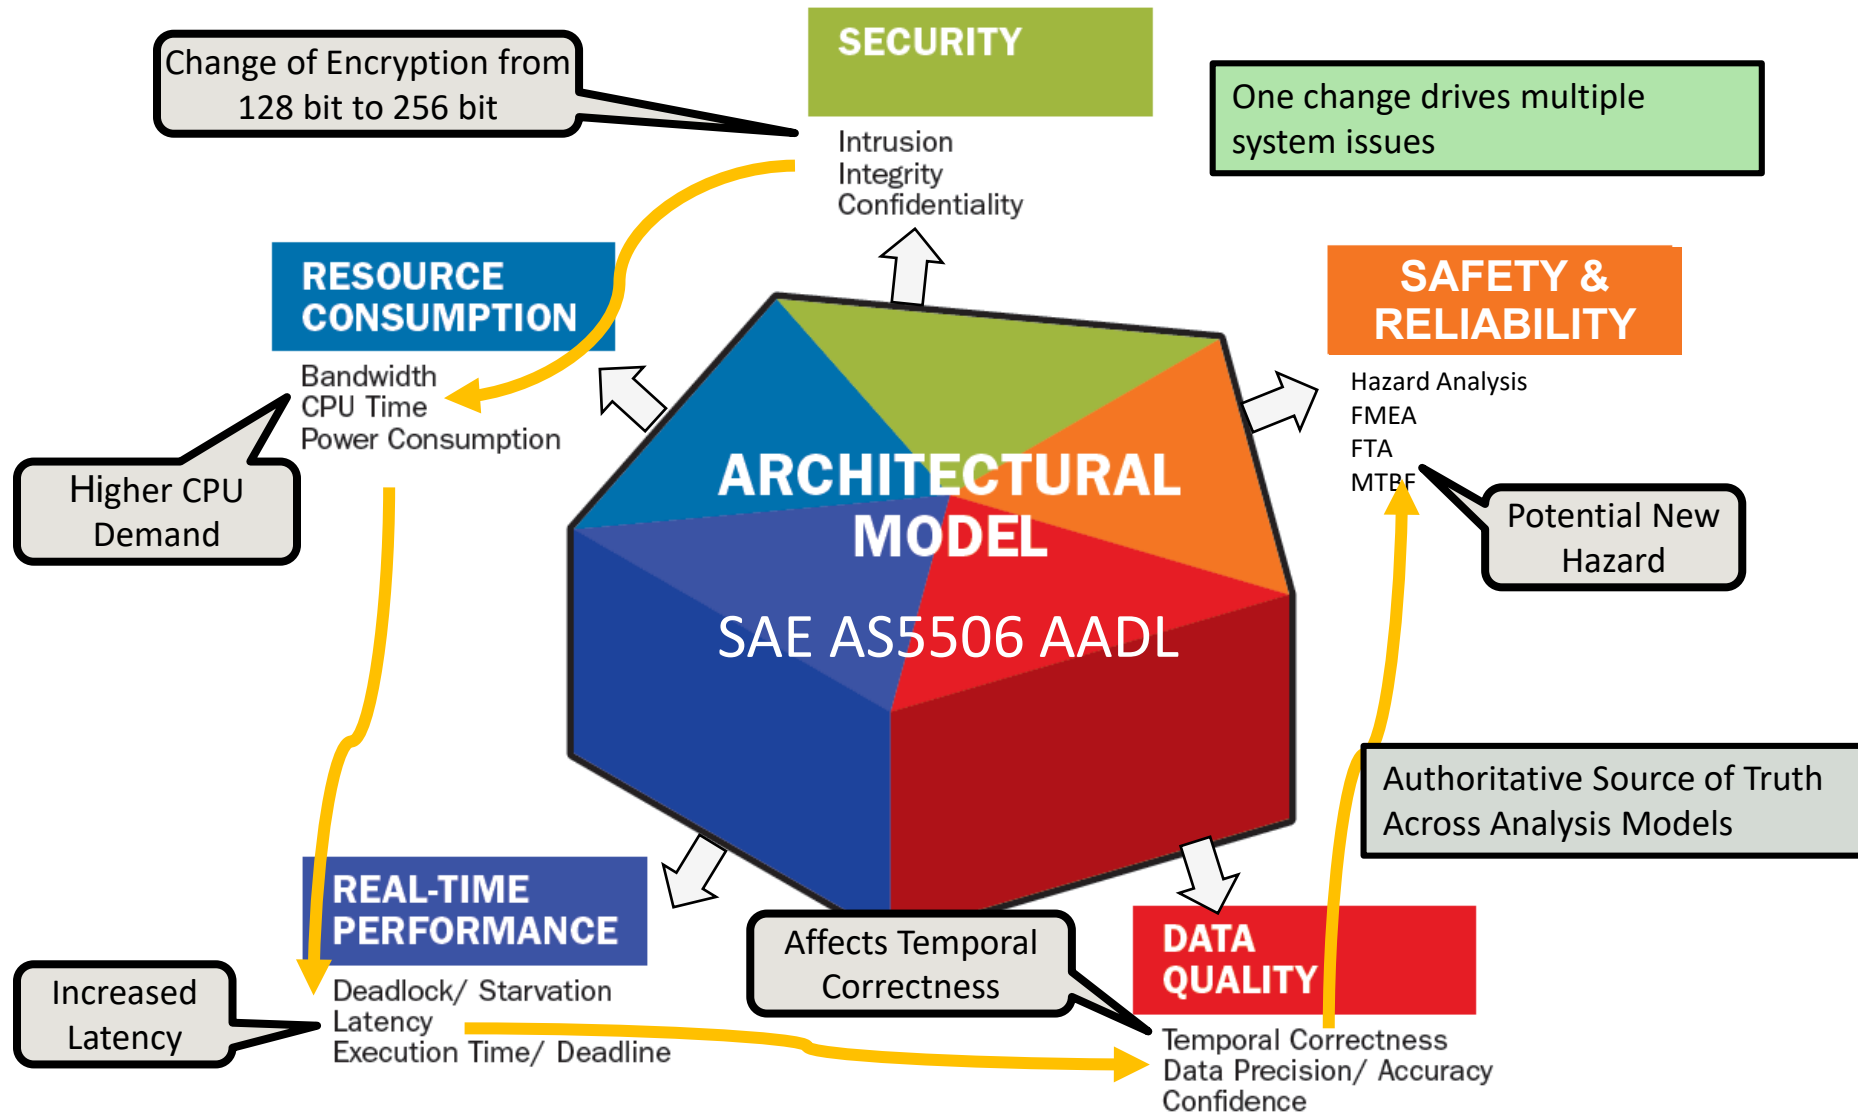 SECURITY
Change of Encryption from
128 bit to 256 bit
One change drives multiple
system issues
Intrusion
Integrity
Confidentiality
RESOURCE
CONSUMPTION
SAFETY &
RELIABILITY
Bandwidth
CPU Time
Power Consumption
Hazard Analysis
FMEA
FTA
MTBF
Higher CPU
Demand
Potential New
Hazard
ARCHITECTURAL
MODEL
SAE AS5506 AADL
Authoritative Source of Truth
Across Analysis Models
REAL-TIME
PERFORMANCE
Affects Temporal
Correctness
DATA
QUALITY
Increased
Latency
Deadlock/ Starvation
Latency
Execution Time/ Deadline
Temporal Correctness
Data Precision/ Accuracy
Confidence